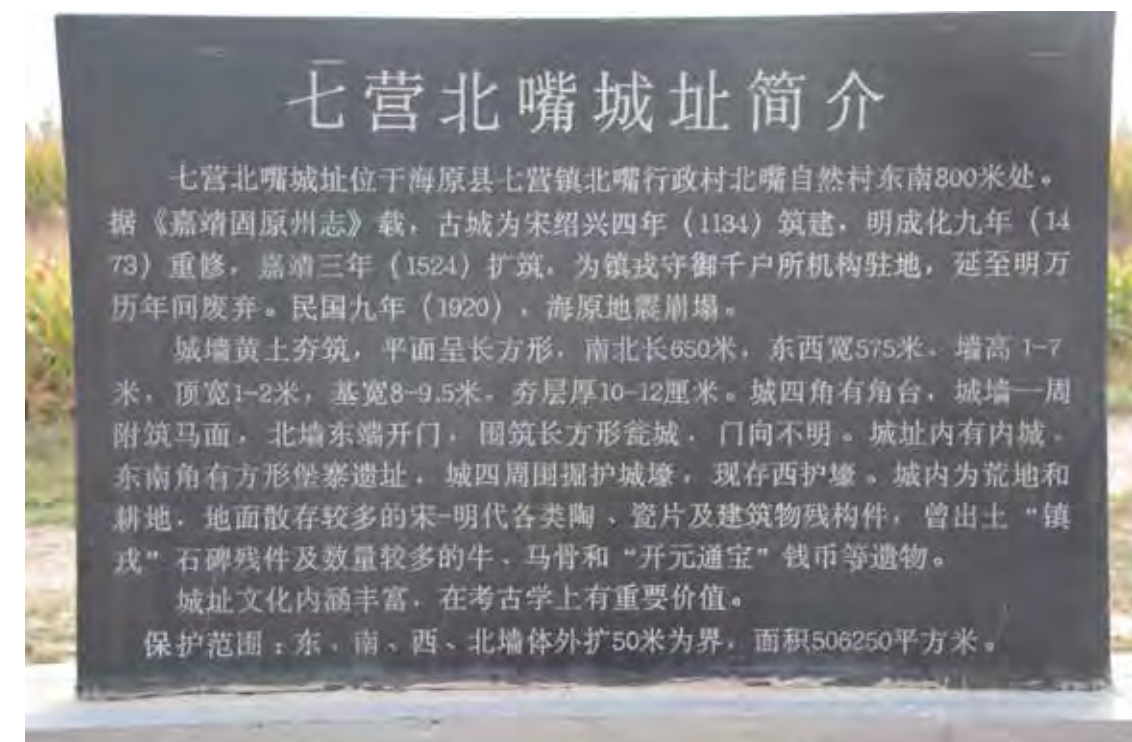 七营北嘴城址简介
七营北嘴城址位于海原县七营镇北嘴行政村北嘴自然村东南800米处。
据《嘉靖固原州志》载，古城为宋绍兴四年（1134）筑建，明成化九年（14
73）重修，嘉靖三年（1524）扩筑，为镇戎守御千户所机构驻地，延至明万
历年间废弃。民国九年（1920），海原地震崩塌。
城墙黄土夯筑，平面呈长方形，南北长650米，东西宽575米。墙高1-7
米，顶宽1-2米，基宽8-9.5米。夯层厚10-12厘米。城四角有角台，城墙一周
附筑马面，北墙东端开门，围筑长方形瓮城，门向不明。城址内有内城，
东南角有方形堡寨遗址，城四周围掘护城壕，现存西护壕。城内为荒地和
耕地，地面散存较多的宋-明代各类陶、瓷片及建筑物残构件，曾出土“镇
戎”石碑残件及数量较多的牛、马骨和“开元通宝”钱币等遗物。
城址文化内涵丰富，在考古学上有重要价值。
保护范围：东、南、西、北墙体外扩50米为界，面积506250平方米。